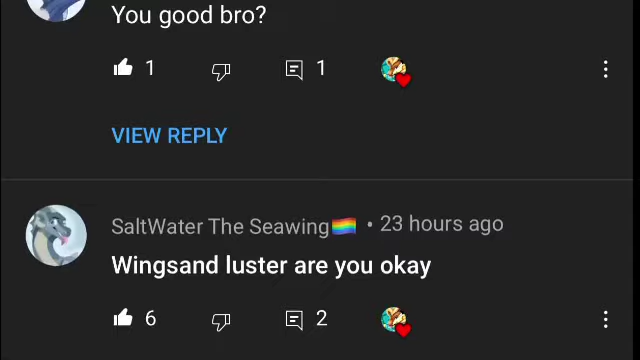 You good bro?
1 1
VIEW REPLY
SaltWater The Seawing🏳️‍🌈 • 23 hours ago
Wingsand luster are you okay
6 2